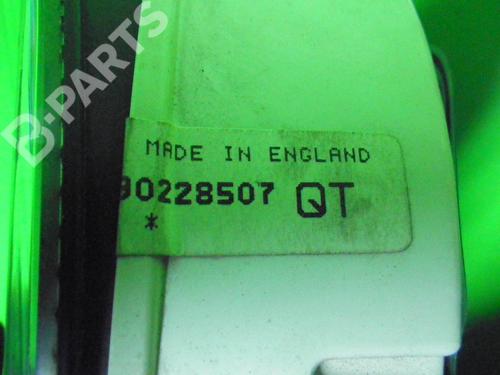 B-PARTS
MADE IN ENGLAND
90228507 QT
*